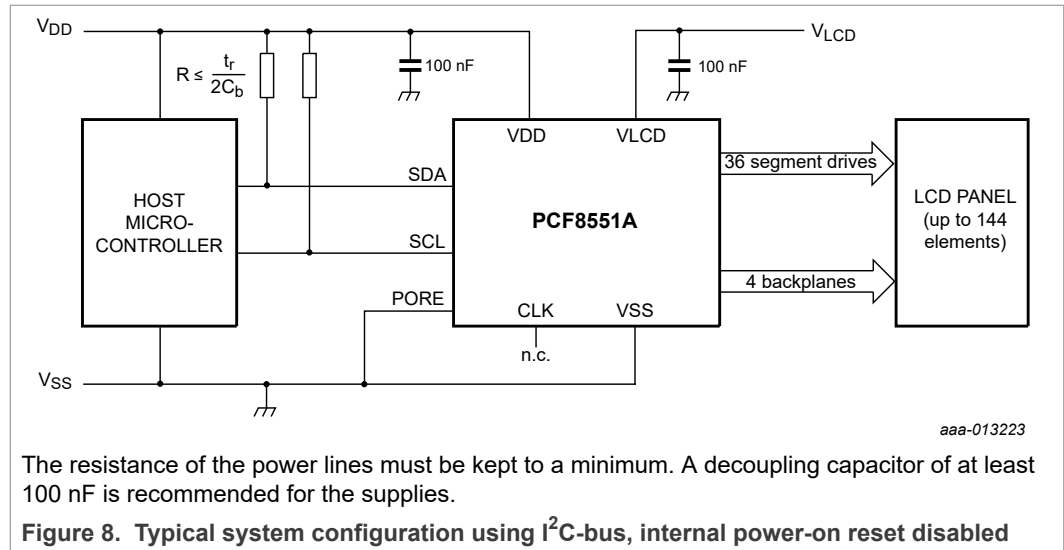 VDD
VLCD
R ≤ tr
2Cb
100 nF
100 nF
VDD
VLCD
36 segment drives
SDA
HOST
MICRO-
CONTROLLER
PCF8551A
LCD PANEL
(up to 144
elements)
SCL
4 backplanes
PORE
CLK
VSS
n.c.
VSS
aaa-013223
The resistance of the power lines must be kept to a minimum. A decoupling capacitor of at least
100 nF is recommended for the supplies.
Figure 8. Typical system configuration using I²C-bus, internal power-on reset disabled